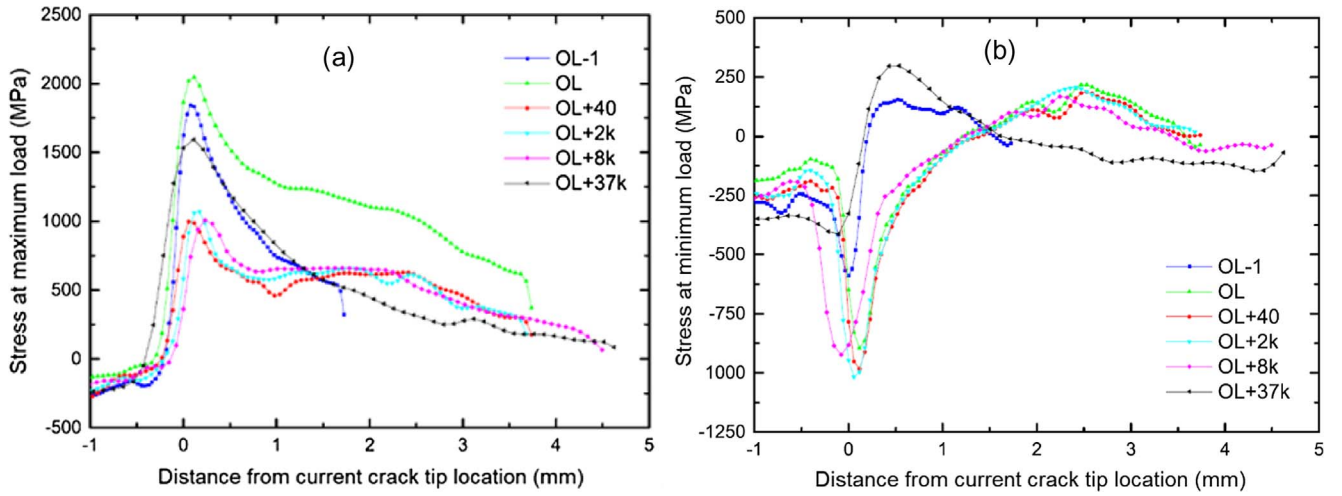 (a)
Stress at maximum load (MPa)
2500
2000
1500
1000
500
0
-500
-1
0
1
2
3
4
5
Distance from current crack tip location (mm)
OL-1
OL
OL+40
OL+2k
OL+8k
OL+37k
(b)
Stress at minimum load (MPa)
500
250
0
-250
-500
-750
1000
-1250
-1
0
1
2
3
4
5
Distance from current crack tip location (mm)
OL-1
OL
OL+40
OL+2k
OL+8k
OL+37k